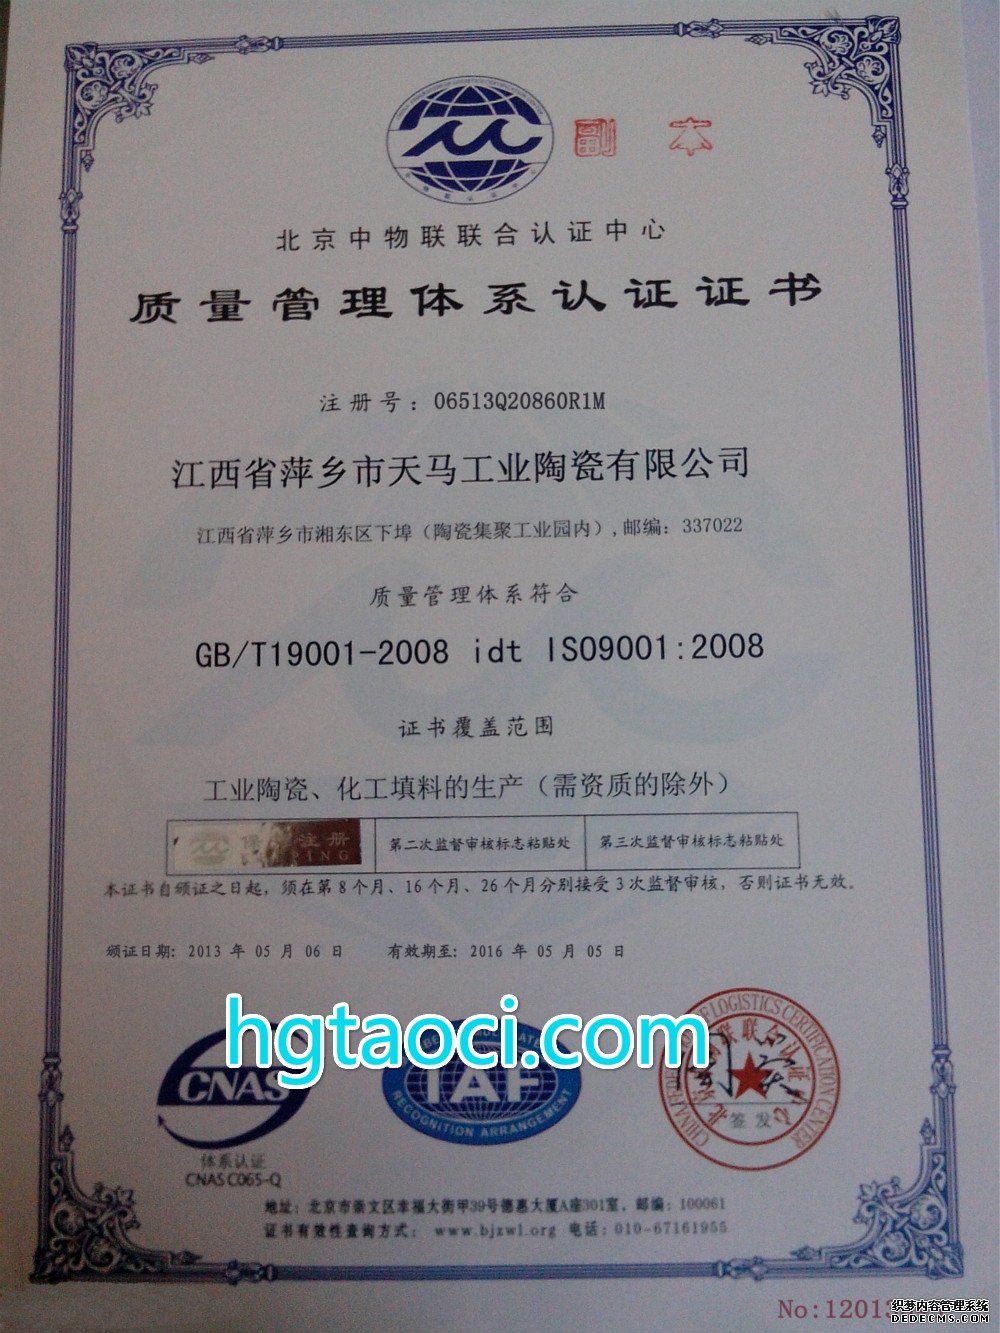 副 本
北京中物联联合认证中心
质量管理体系认证证书
注册号：06513Q20860R1M
江西省萍乡市天马工业陶瓷有限公司
江西省萍乡市湘东区下埠（陶瓷集聚工业园内）,邮编：337022
质量管理体系符合
GB/T19001-2008 idt ISO9001:2008
证书覆盖范围
工业陶瓷、化工填料的生产（需资质的除外）
注册
第二次监督审核标志粘贴处
第三次监督审核标志粘贴处
本证书自颁证之日起，须在第8个月、16个月、26个月分别接受3次监督审核，否则证书无效。
颁证日期：2013 年 05 月 06 日 有效期至：2016 年 05 月 05 日
hgtaoci.com
CNAS
体系认证
CNAS C065-Q
IAF
RECOGNITION ARRANGEMENT
LOGISTICS CERTIFICATION CENTER
签发
地址：北京市崇文区幸福大街甲39号德惠大厦A座301室，邮编：100061
证书有效性查询方式： www.bjzwl.org 电话：010-67161955
No:1201
织梦内容管理系统
DEDECMS.COM